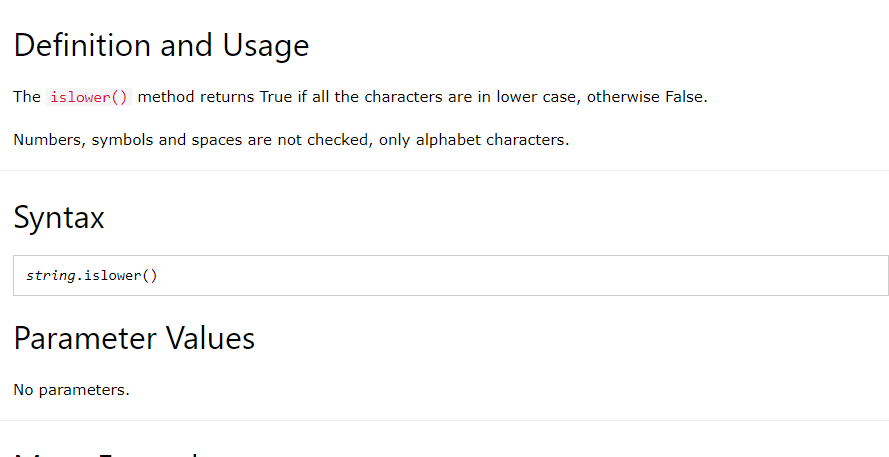 Definition and Usage
The islower() method returns True if all the characters are in lower case, otherwise False.
Numbers, symbols and spaces are not checked, only alphabet characters.
Syntax
string.islower()
Parameter Values
No parameters.